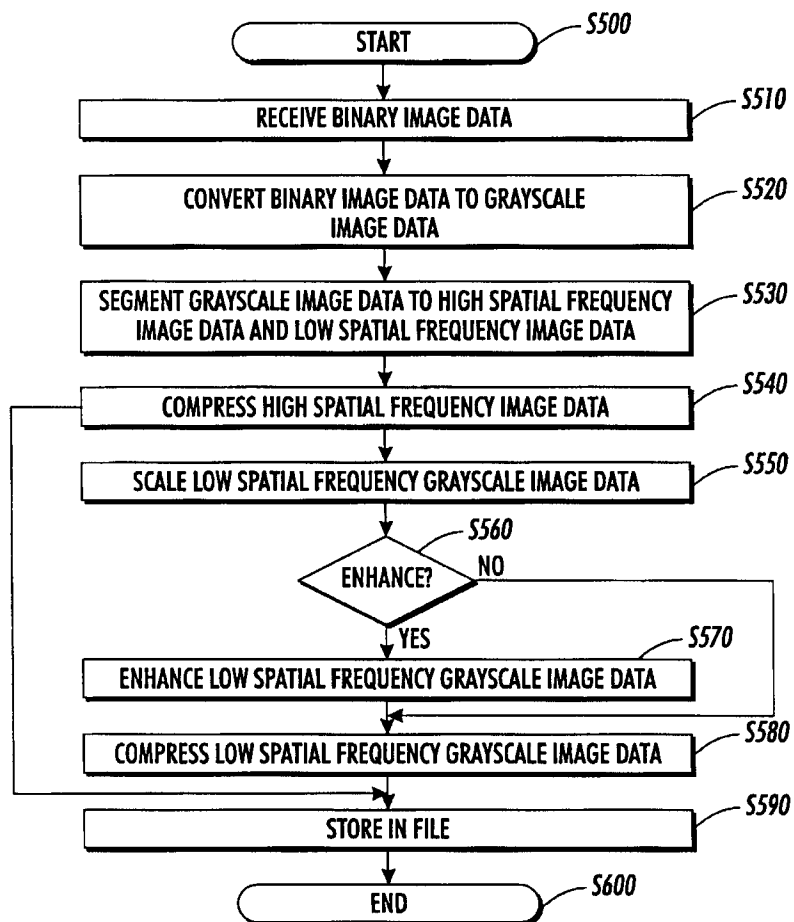 START
S500
RECEIVE BINARY IMAGE DATA
S510
CONVERT BINARY IMAGE DATA TO GRAYSCALE
IMAGE DATA
S520
SEGMENT GRAYSCALE IMAGE DATA TO HIGH SPATIAL FREQUENCY
IMAGE DATA AND LOW SPATIAL FREQUENCY IMAGE DATA
S530
COMPRESS HIGH SPATIAL FREQUENCY IMAGE DATA
S540
SCALE LOW SPATIAL FREQUENCY GRAYSCALE IMAGE DATA
S550
S560
ENHANCE?
NO
YES
S570
ENHANCE LOW SPATIAL FREQUENCY GRAYSCALE IMAGE DATA
COMPRESS LOW SPATIAL FREQUENCY GRAYSCALE IMAGE DATA
S580
STORE IN FILE
S590
END
S600